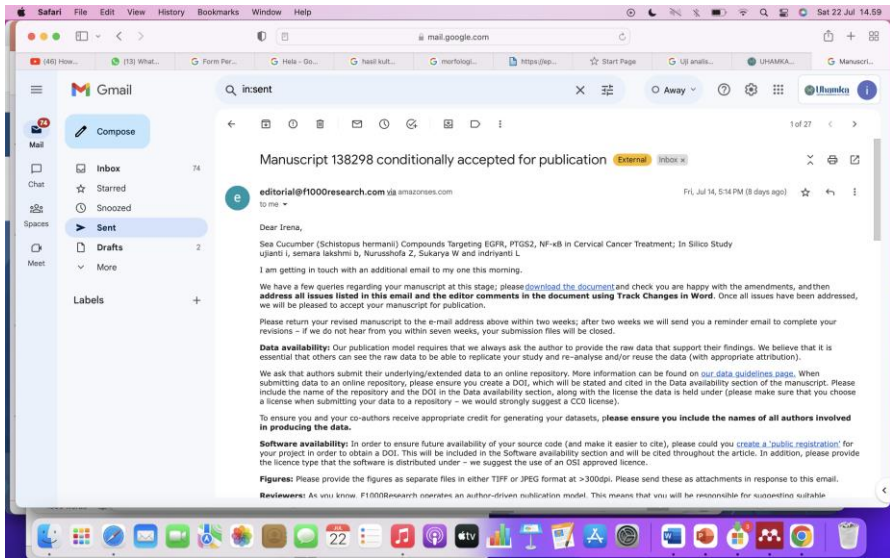 Safari File Edit View History Bookmarks Window Help Sat 22 Jul 14.59
mail.google.com
(46) How... (13) What... Form Per... Hela - Go... hasil kult... morfologi... https://ep... Start Page Uji analis... UHAMKA... Manuscri...
Gmail
in:sent
Away
Uhamka
74
Mail
Chat
Spaces
Meet
Compose
Inbox 74
Starred
Snoozed
Sent
Drafts 2
More
Labels
1 of 27
Manuscript 138298 conditionally accepted for publication External Inbox x
e
editorial@f1000research.com via amazonses.com Fri, Jul 14, 5:14 PM (8 days ago)
to me
Dear Irena,
Sea Cucumber (Schistopus hermanii) Compounds Targeting EGFR, PTGS2, NF-κB in Cervical Cancer Treatment; In Silico Study
ujianti i, semara lakshmi b, Nurusshofa Z, Sukarya W and indriyanti L
I am getting in touch with an additional email to my one this morning.
We have a few queries regarding your manuscript at this stage; please download the document and check you are happy with the amendments, and then
address all issues listed in this email and the editor comments in the document using Track Changes in Word. Once all issues have been addressed,
we will be pleased to accept your manuscript for publication.
Please return your revised manuscript to the e-mail address above within two weeks; after two weeks we will send you a reminder email to complete your
revisions – if we do not hear from you within seven weeks, your submission files will be closed.
Data availability: Our publication model requires that we always ask the author to provide the raw data that support their findings. We believe that it is
essential that others can see the raw data to be able to replicate your study and re-analyse and/or reuse the data (with appropriate attribution).
We ask that authors submit their underlying/extended data to an online repository. More information can be found on our data guidelines page. When
submitting data to an online repository, please ensure you create a DOI, which will be stated and cited in the Data availability section of the manuscript. Please
include the name of the repository and the DOI in the Data availability section, along with the license the data is held under (please make sure that you choose
a license when submitting your data to a repository – we would strongly suggest a CC0 license).
To ensure you and your co-authors receive appropriate credit for generating your datasets, please ensure you include the names of all authors involved
in producing the data.
Software availability: In order to ensure future availability of your source code (and make it easier to cite), please could you create a 'public registration' for
your project in order to obtain a DOI. This will be included in the Software availability section and will be cited throughout the article. In addition, please provide
the licence type that the software is distributed under – we suggest the use of an OSI approved licence.
Figures: Please provide the figures as separate files in either TIFF or JPEG format at >300dpi. Please send these as attachments in response to this email.
Reviewers: As you know, F1000Research operates an author-driven publication model. This means that you will be responsible for suggesting suitable
JUL
22
tv